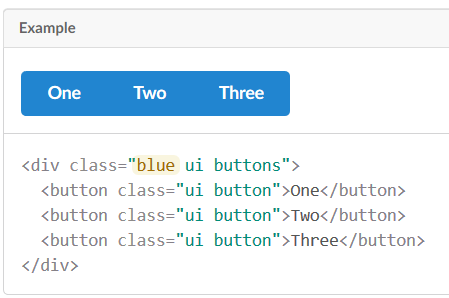 Example
One Two Three
<div class="blue ui buttons">
  <button class="ui button">One</button>
  <button class="ui button">Two</button>
  <button class="ui button">Three</button>
</div>